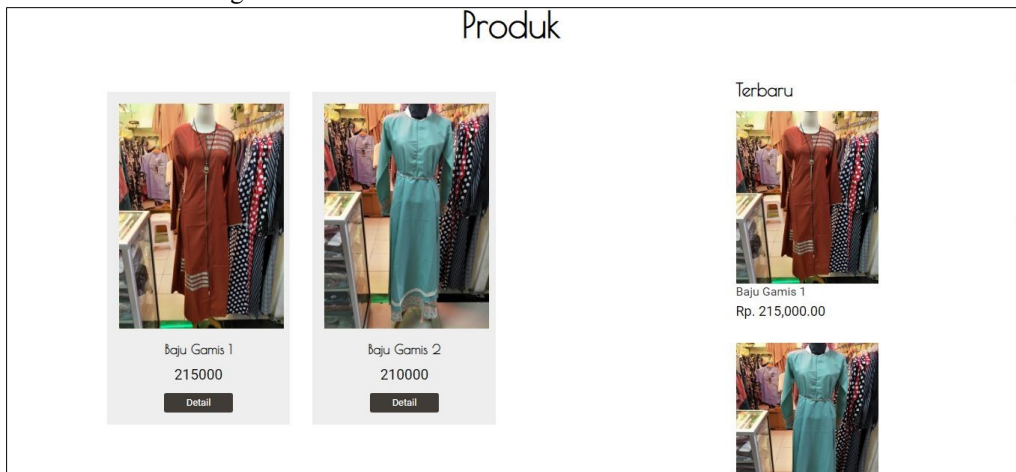 Produk
Baju Gamis 1
215000
Detail
Baju Gamis 2
210000
Detail
Terbaru
Baju Gamis 1
Rp. 215,000.00